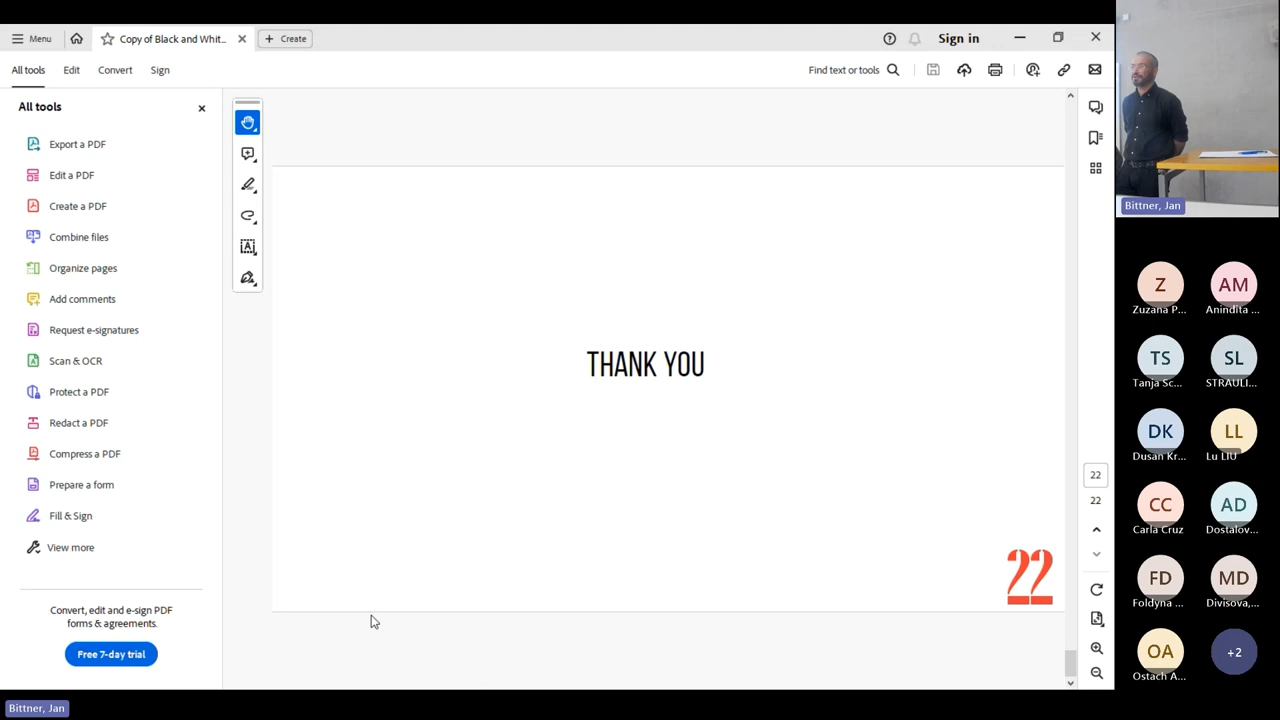 Menu
Copy of Black and Whit...
Create
Sign in
All tools
Edit
Convert
Sign
Find text or tools
All tools
Export a PDF
Edit a PDF
Create a PDF
Combine files
Organize pages
Add comments
Request e-signatures
Scan & OCR
Protect a PDF
Redact a PDF
Compress a PDF
Prepare a form
Fill & Sign
View more
Convert, edit and e-sign PDF
forms & agreements.
Free 7-day trial
THANK YOU
22
22
22
Bittner, Jan
Z
Zuzana P...
AM
Anindita ...
TS
Tanja Sc...
SL
STRAULI...
DK
Dusan Kr...
LL
Lu LIU
CC
Carla Cruz
AD
Dostalov...
FD
Foldyna ...
MD
Divisova,...
OA
Ostach A...
+2
Bittner, Jan